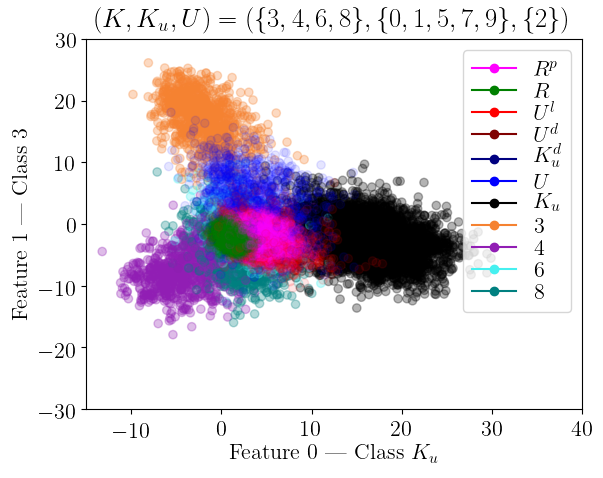 (K, K_u, U) = ({3, 4, 6, 8}, {0, 1, 5, 7, 9}, {2})
30
20
10
0
−10
−20
−30
Feature 1 — Class 3
−10
0
10
20
30
40
Feature 0 — Class K_u
R^p
R
U^l
U^d
K_u^d
U
K_u
3
4
6
8